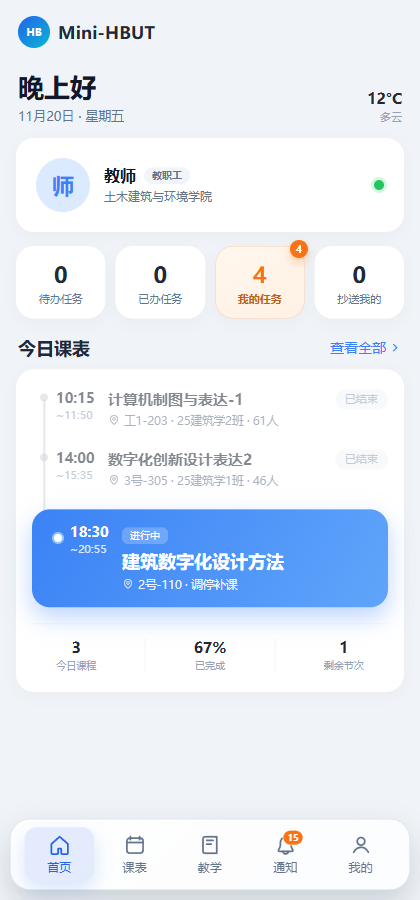 HB Mini-HBUT
晚上好
12°C
11月20日 · 星期五
多云
师
教师 教职工
土木建筑与环境学院
4
0 0 4 0
待办任务 已办任务 我的任务 抄送我的
今日课表 查看全部
10:15 计算机制图与表达-1 已结束
~11:50 工1-203 · 25建筑学2班 · 61人
14:00 数字化创新设计表达2 已结束
~15:35 3号-305 · 25建筑学1班 · 46人
18:30 进行中
~20:55
建筑数字化设计方法
2号-110 · 调停补课
3 67% 1
今日课程 已完成 剩余节次
15
首页 课表 教学 通知 我的